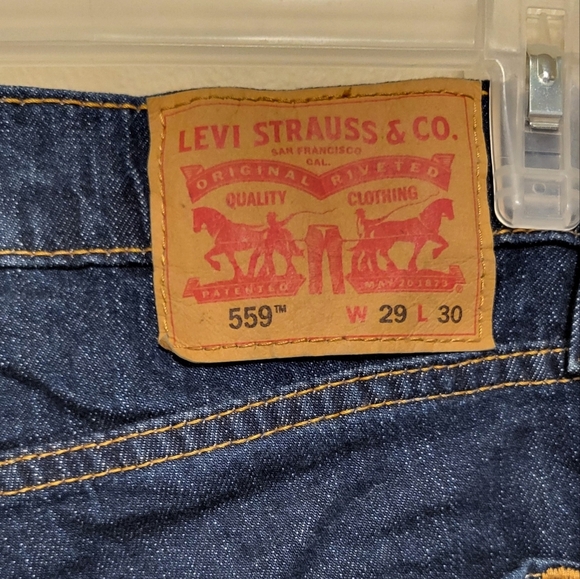 LEVI STRAUSS & CO.
SAN FRANCISCO
CAL.
ORIGINAL RIVETED
QUALITY CLOTHING
PATENTED MAY 20 1873
559™ W 29 L 30